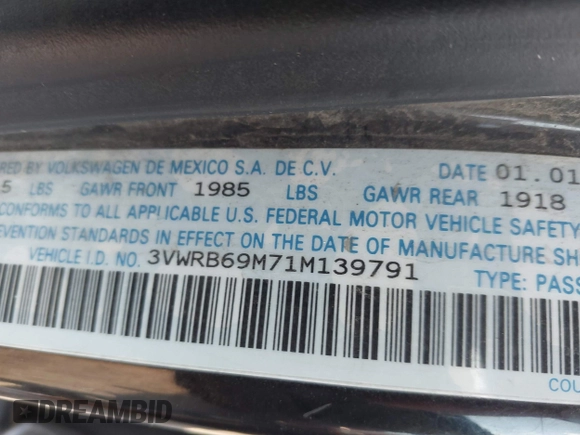 RED BY VOLKSWAGEN DE MEXICO S.A. DE C.V. DATE 01.01
5 LBS GAWR FRONT 1985 LBS GAWR REAR 1918
CONFORMS TO ALL APPLICABLE U.S. FEDERAL MOTOR VEHICLE SAFETY
EVENTION STANDARDS IN EFFECT ON THE DATE OF MANUFACTURE SH
VEHICLE I.D. NO. 3VWRB69M71M139791 TYPE: PASS
COU
DREAMBID